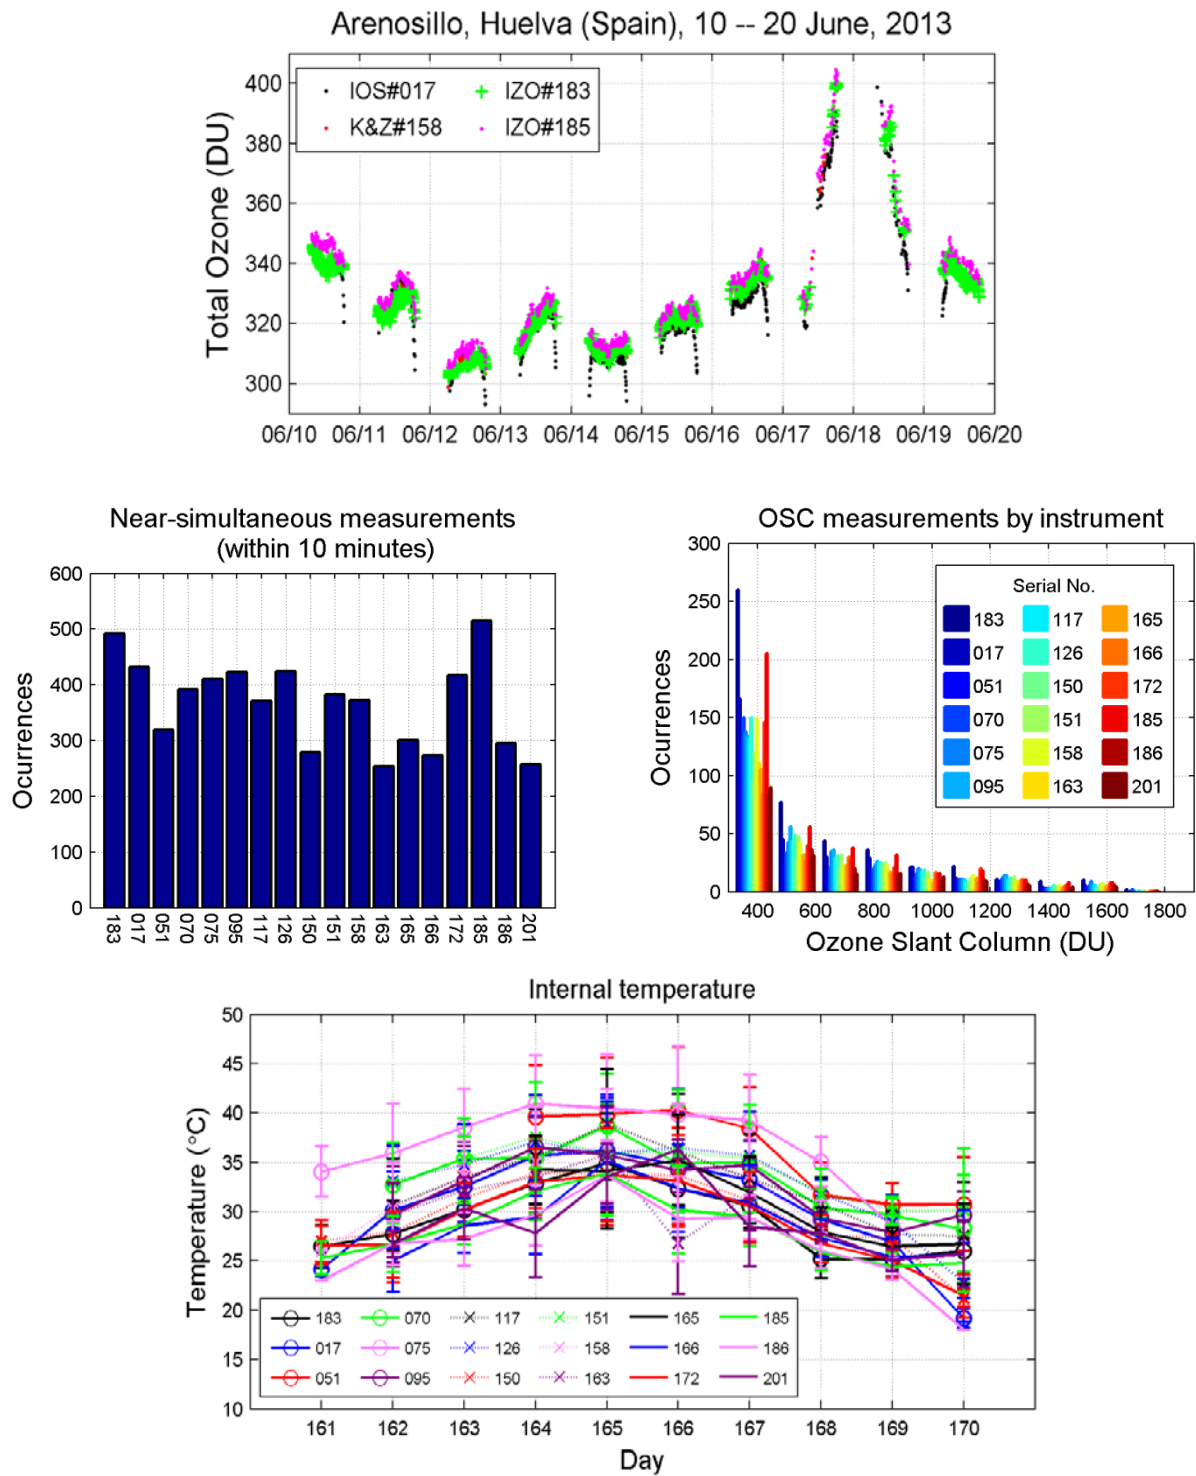 Arenosillo, Huelva (Spain), 10 -- 20 June, 2013
IOS#017 IZO#183
K&Z#158 IZO#185
Total Ozone (DU)
400
380
360
340
320
300
06/10 06/11 06/12 06/13 06/14 06/15 06/16 06/17 06/18 06/19 06/20
Near-simultaneous measurements
(within 10 minutes)
Ocurrences
600
500
400
300
200
100
0
183 017 051 070 075 095 117 126 150 151 158 163 165 166 172 185 186 201
OSC measurements by instrument
Ocurrences
300
250
200
150
100
50
0
Serial No.
183 117 165
017 126 166
051 150 172
070 151 185
075 158 186
095 163 201
400 600 800 1000 1200 1400 1600 1800
Ozone Slant Column (DU)
Internal temperature
Temperature (°C)
50
45
40
35
30
25
20
15
10
183 070 117 151 165 185
017 075 126 158 166 186
051 095 150 163 172 201
161 162 163 164 165 166 167 168 169 170
Day